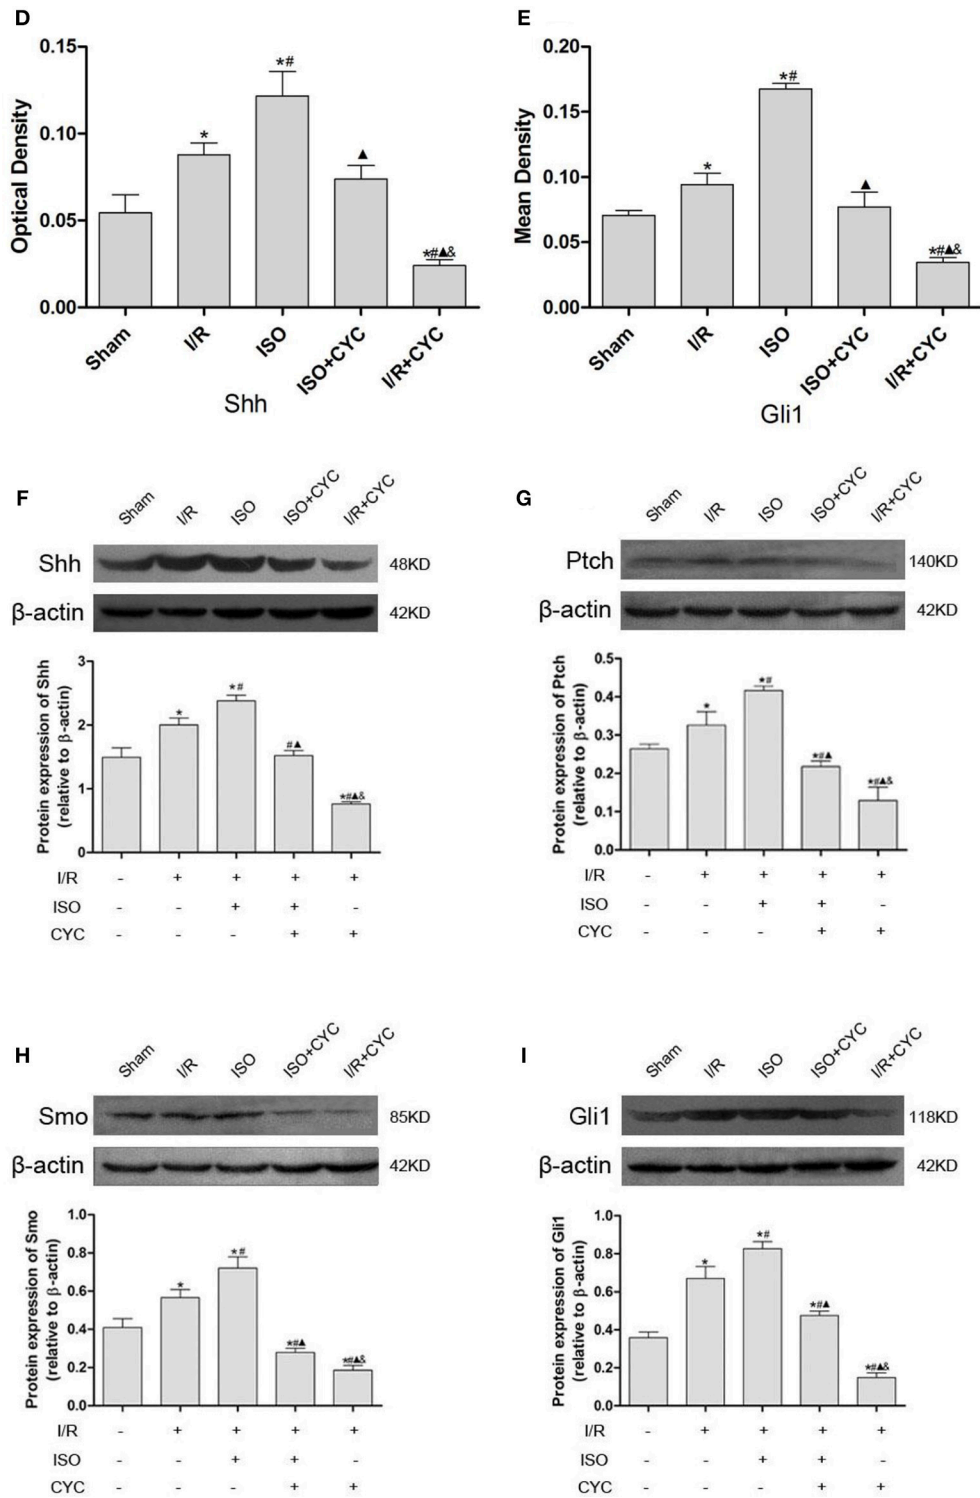 D
0.15
0.10
0.05
0.00
Optical Density
*
*#
▲
*#▲&
Sham
I/R
ISO
ISO+CYC
I/R+CYC
Shh
E
0.20
0.15
0.10
0.05
0.00
Mean Density
*
*#
▲
*#▲&
Sham
I/R
ISO
ISO+CYC
I/R+CYC
Gli1
F
Sham I/R ISO ISO+CYC I/R+CYC
Shh 48KD
β-actin 42KD
Protein expression of Shh
(relative to β-actin)
3
2
1
0
*
*#
#▲
*#▲&
I/R - + + + +
ISO - - + + -
CYC - - - + +
G
Sham I/R ISO ISO+CYC I/R+CYC
Ptch 140KD
β-actin 42KD
Protein expression of Ptch
(relative to β-actin)
0.5
0.4
0.3
0.2
0.1
0.0
*
*#
*#▲
*#▲&
I/R - + + + +
ISO - - + + -
CYC - - - + +
H
Sham I/R ISO ISO+CYC I/R+CYC
Smo 85KD
β-actin 42KD
Protein expression of Smo
(relative to β-actin)
1.0
0.8
0.6
0.4
0.2
0.0
*
*#
*#▲
*#▲&
I/R - + + + +
ISO - - + + -
CYC - - - + +
I
Sham I/R ISO ISO+CYC I/R+CYC
Gli1 118KD
β-actin 42KD
Protein expression of Gli1
(relative to β-actin)
1.0
0.8
0.6
0.4
0.2
0.0
*
*#
*#▲
*#▲&
I/R - + + + +
ISO - - + + -
CYC - - - + +